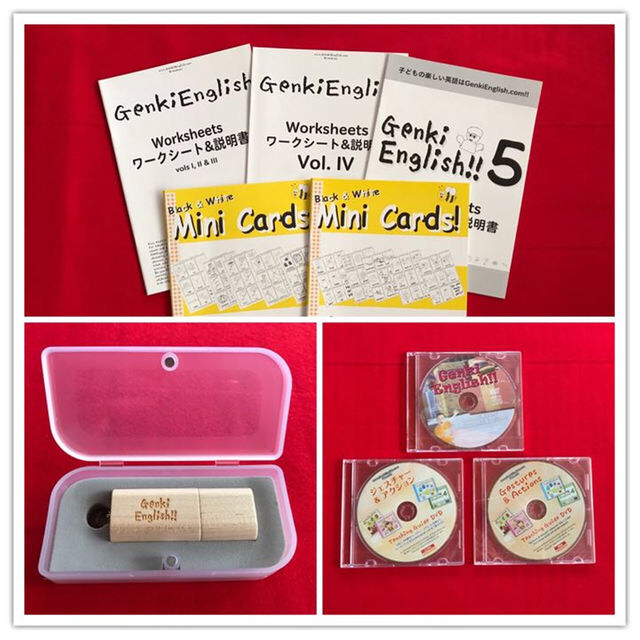 GenkiEnglish
Worksheets
ワークシート&説明書
vols I, II & III
GenkiEnglish
Worksheets
ワークシート&説明書
Vol. IV
子どもの楽しい英語はGenkiEnglish.com!!
Genki
English!! 5
Black & White
Mini Cards
Black & White
Mini Cards!
Genki
English!!
Genki
English!!
ジェスチャー
&アクション
Teaching Guide DVD
Gestures
& Actions
Teaching Guide DVD